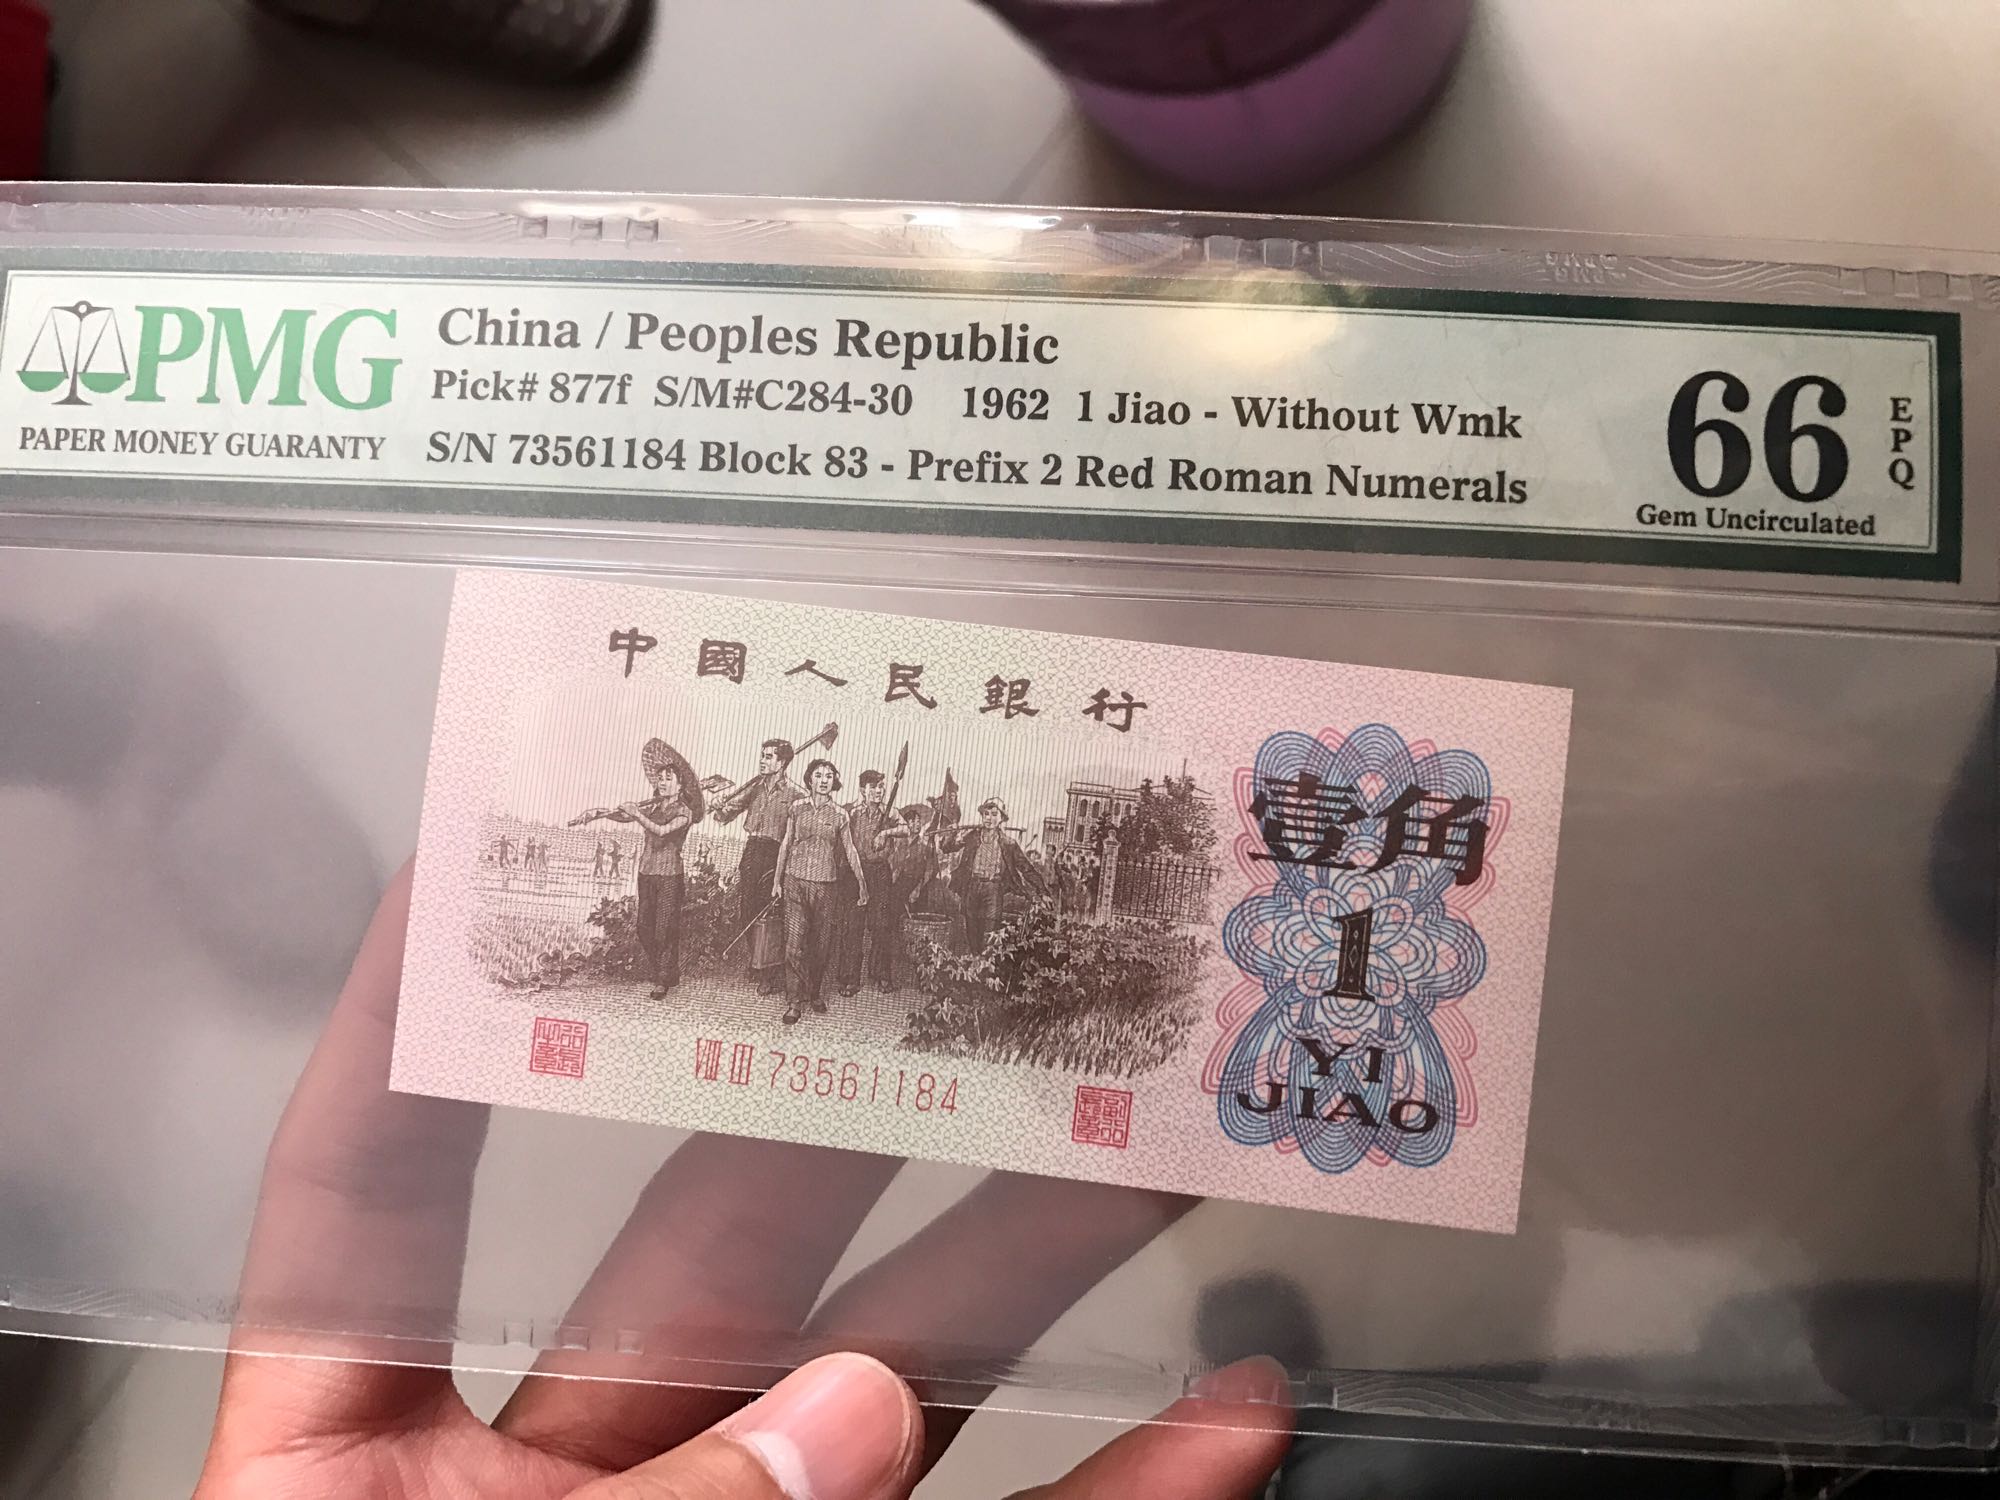 PMG
PAPER MONEY GUARANTY
China / Peoples Republic
Pick# 877f S/M#C284-30 1962 1 Jiao - Without Wmk
S/N 73561184 Block 83 - Prefix 2 Red Roman Numerals
66
EPQ
Gem Uncirculated
中國人民銀行
壹角
1
YI
JIAO
VIII III 73561184